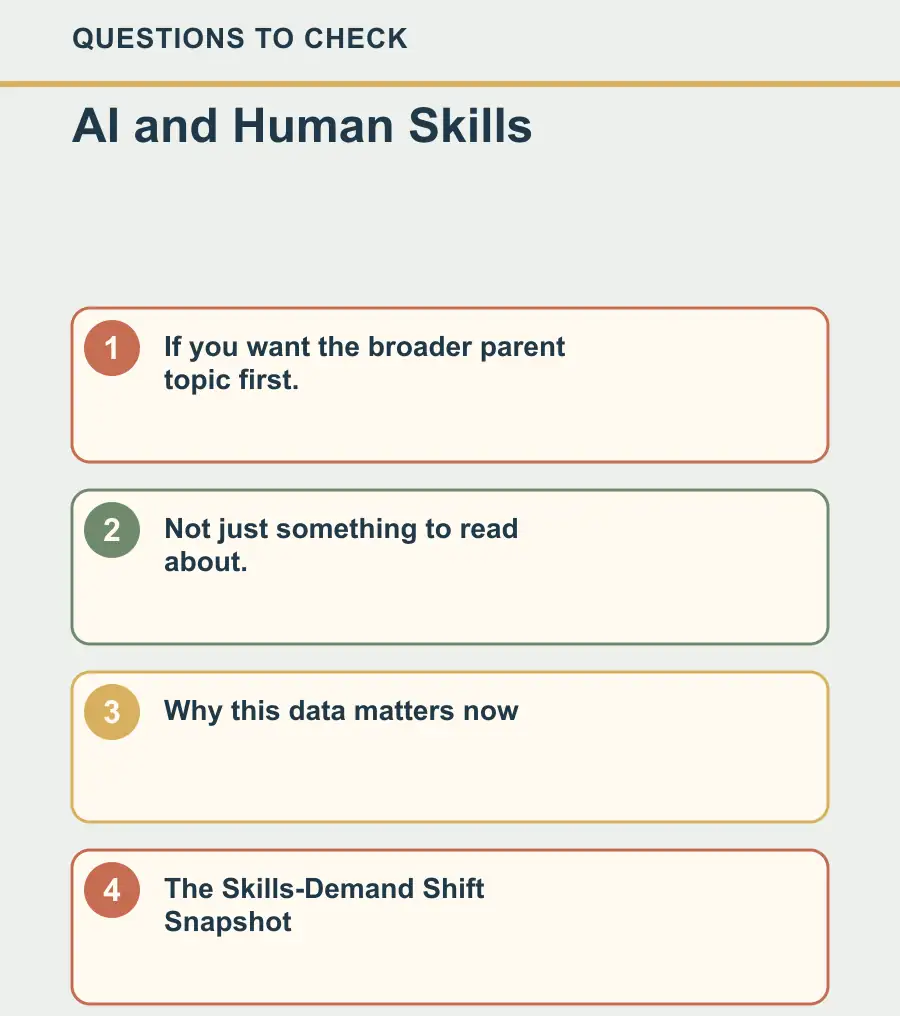 QUESTIONS TO CHECK
AI and Human Skills
1
If you want the broader parent
topic first.
2
Not just something to read
about.
3
Why this data matters now
4
The Skills-Demand Shift
Snapshot